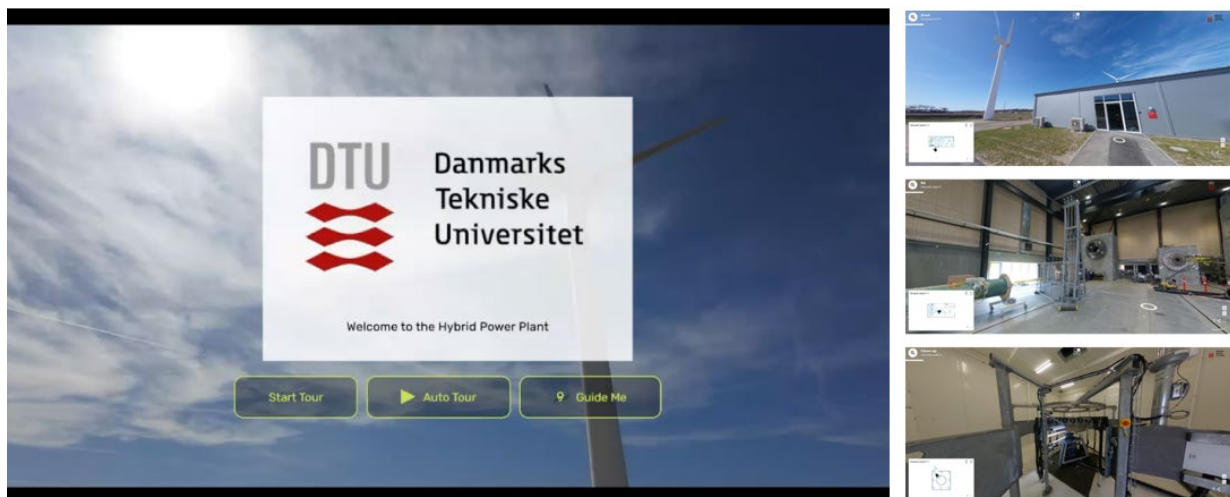 DTU
Danmarks
Tekniske
Universitet
Welcome to the Hybrid Power Plant
Start Tour
Auto Tour
Guide Me